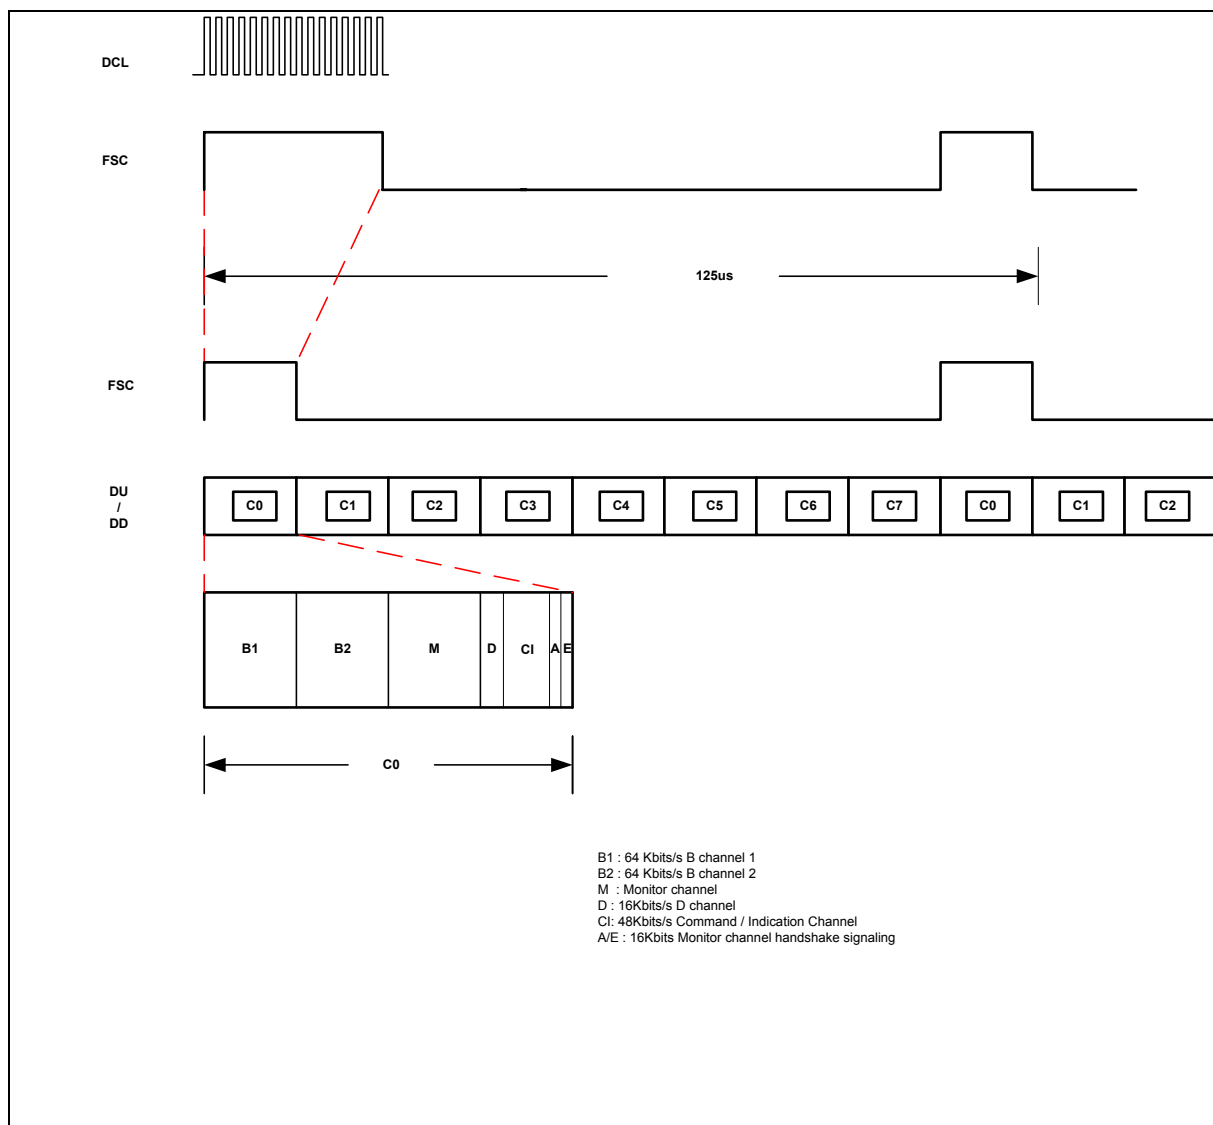 DCL
FSC
125us
FSC
DU
/
DD
C0 C1 C2 C3 C4 C5 C6 C7 C0 C1 C2
B1 B2 M D CI A E
C0
B1 : 64 Kbits/s B channel 1
B2 : 64 Kbits/s B channel 2
M : Monitor channel
D : 16Kbits/s D channel
CI: 48Kbits/s Command / Indication Channel
A/E : 16Kbits Monitor channel handshake signaling